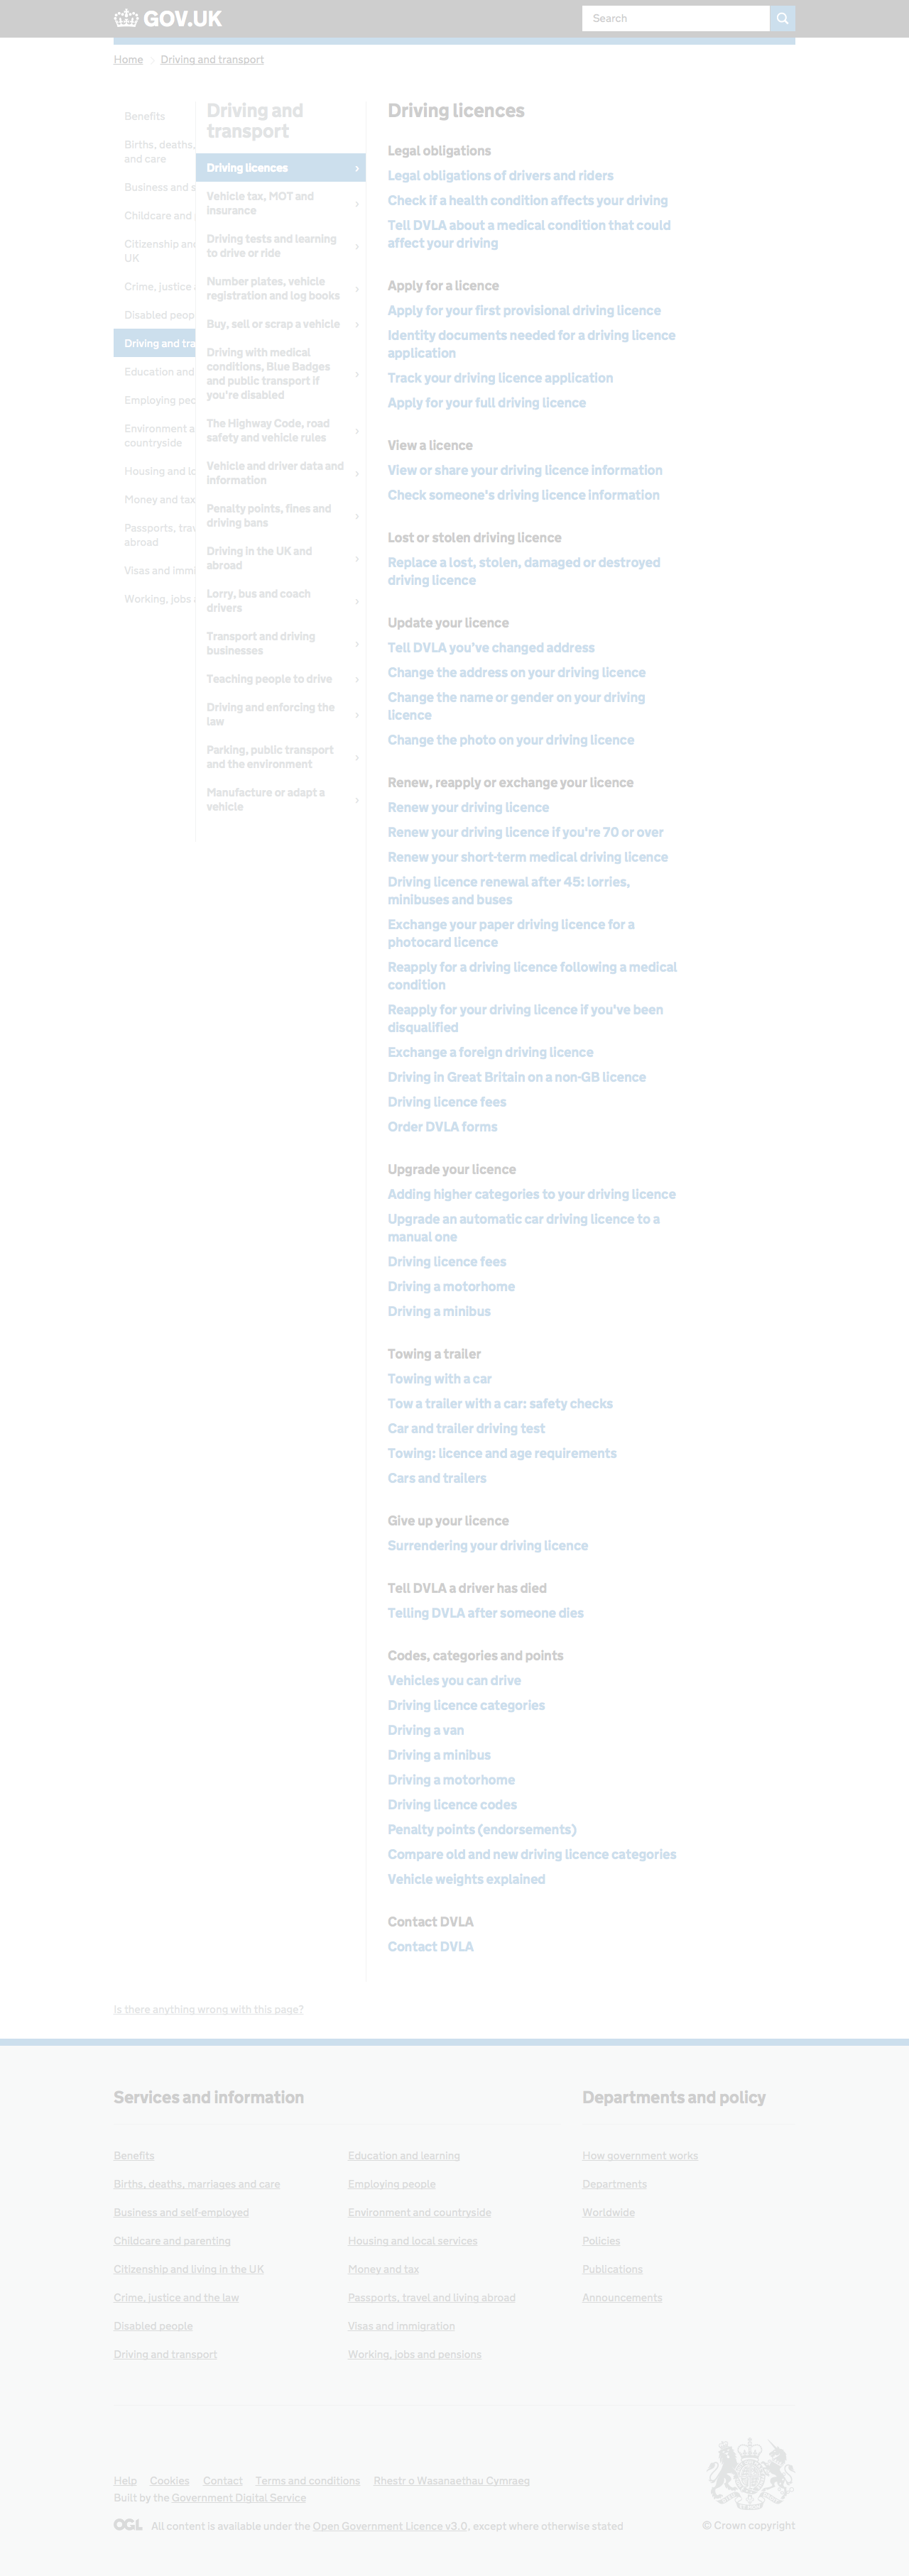 GOV.UK
Search
Home
Driving and transport
Benefits
Births, deaths,
and care
Business and s
Childcare and
Citizenship and
UK
Crime, justice a
Disabled peop
Driving and tra
Education and
Employing peo
Environment a
countryside
Housing and lo
Money and tax
Passports, trav
abroad
Visas and immi
Working, jobs a
Driving and
transport
Driving licences
Vehicle tax, MOT and
insurance
Driving tests and learning
to drive or ride
Number plates, vehicle
registration and log books
Buy, sell or scrap a vehicle
Driving with medical
conditions, Blue Badges
and public transport if
you're disabled
The Highway Code, road
safety and vehicle rules
Vehicle and driver data and
information
Penalty points, fines and
driving bans
Driving in the UK and
abroad
Lorry, bus and coach
drivers
Transport and driving
businesses
Teaching people to drive
Driving and enforcing the
law
Parking, public transport
and the environment
Manufacture or adapt a
vehicle
Driving licences
Legal obligations
Legal obligations of drivers and riders
Check if a health condition affects your driving
Tell DVLA about a medical condition that could
affect your driving
Apply for a licence
Apply for your first provisional driving licence
Identity documents needed for a driving licence
application
Track your driving licence application
Apply for your full driving licence
View a licence
View or share your driving licence information
Check someone's driving licence information
Lost or stolen driving licence
Replace a lost, stolen, damaged or destroyed
driving licence
Update your licence
Tell DVLA you've changed address
Change the address on your driving licence
Change the name or gender on your driving
licence
Change the photo on your driving licence
Renew, reapply or exchange your licence
Renew your driving licence
Renew your driving licence if you're 70 or over
Renew your short-term medical driving licence
Driving licence renewal after 45: lorries,
minibuses and buses
Exchange your paper driving licence for a
photocard licence
Reapply for a driving licence following a medical
condition
Reapply for your driving licence if you've been
disqualified
Exchange a foreign driving licence
Driving in Great Britain on a non-GB licence
Driving licence fees
Order DVLA forms
Upgrade your licence
Adding higher categories to your driving licence
Upgrade an automatic car driving licence to a
manual one
Driving licence fees
Driving a motorhome
Driving a minibus
Towing a trailer
Towing with a car
Tow a trailer with a car: safety checks
Car and trailer driving test
Towing: licence and age requirements
Cars and trailers
Give up your licence
Surrendering your driving licence
Tell DVLA a driver has died
Telling DVLA after someone dies
Codes, categories and points
Vehicles you can drive
Driving licence categories
Driving a van
Driving a minibus
Driving a motorhome
Driving licence codes
Penalty points (endorsements)
Compare old and new driving licence categories
Vehicle weights explained
Contact DVLA
Contact DVLA
Is there anything wrong with this page?
Services and information
Benefits
Births, deaths, marriages and care
Business and self-employed
Childcare and parenting
Citizenship and living in the UK
Crime, justice and the law
Disabled people
Driving and transport
Education and learning
Employing people
Environment and countryside
Housing and local services
Money and tax
Passports, travel and living abroad
Visas and immigration
Working, jobs and pensions
Departments and policy
How government works
Departments
Worldwide
Policies
Publications
Announcements
Help Cookies Contact Terms and conditions Rhestr o Wasanaethau Cymraeg
Built by the Government Digital Service
OGL All content is available under the Open Government Licence v3.0, except where otherwise stated
© Crown copyright